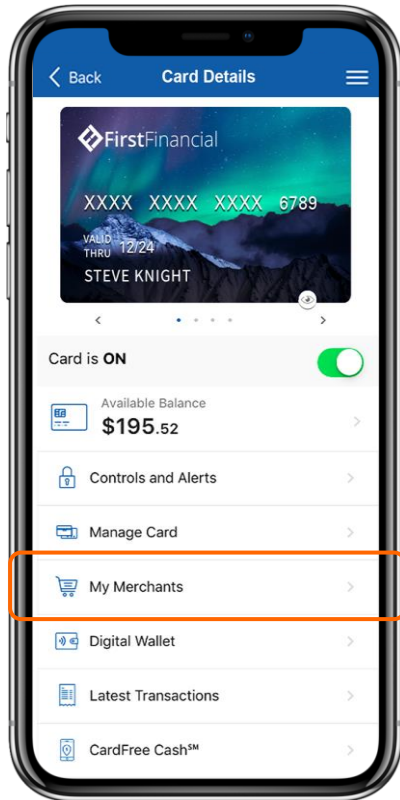 Back Card Details
FirstFinancial
XXXX XXXX XXXX 6789
VALID
THRU 12/24
STEVE KNIGHT
Card is ON
Available Balance
$195.52
Controls and Alerts
Manage Card
My Merchants
Digital Wallet
Latest Transactions
CardFree Cash℠